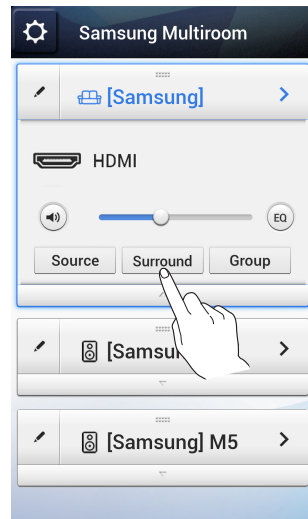 Samsung Multiroom
[Samsung]
HDMI
EQ
Source Surround Group
[Samsu
[Samsung] M5